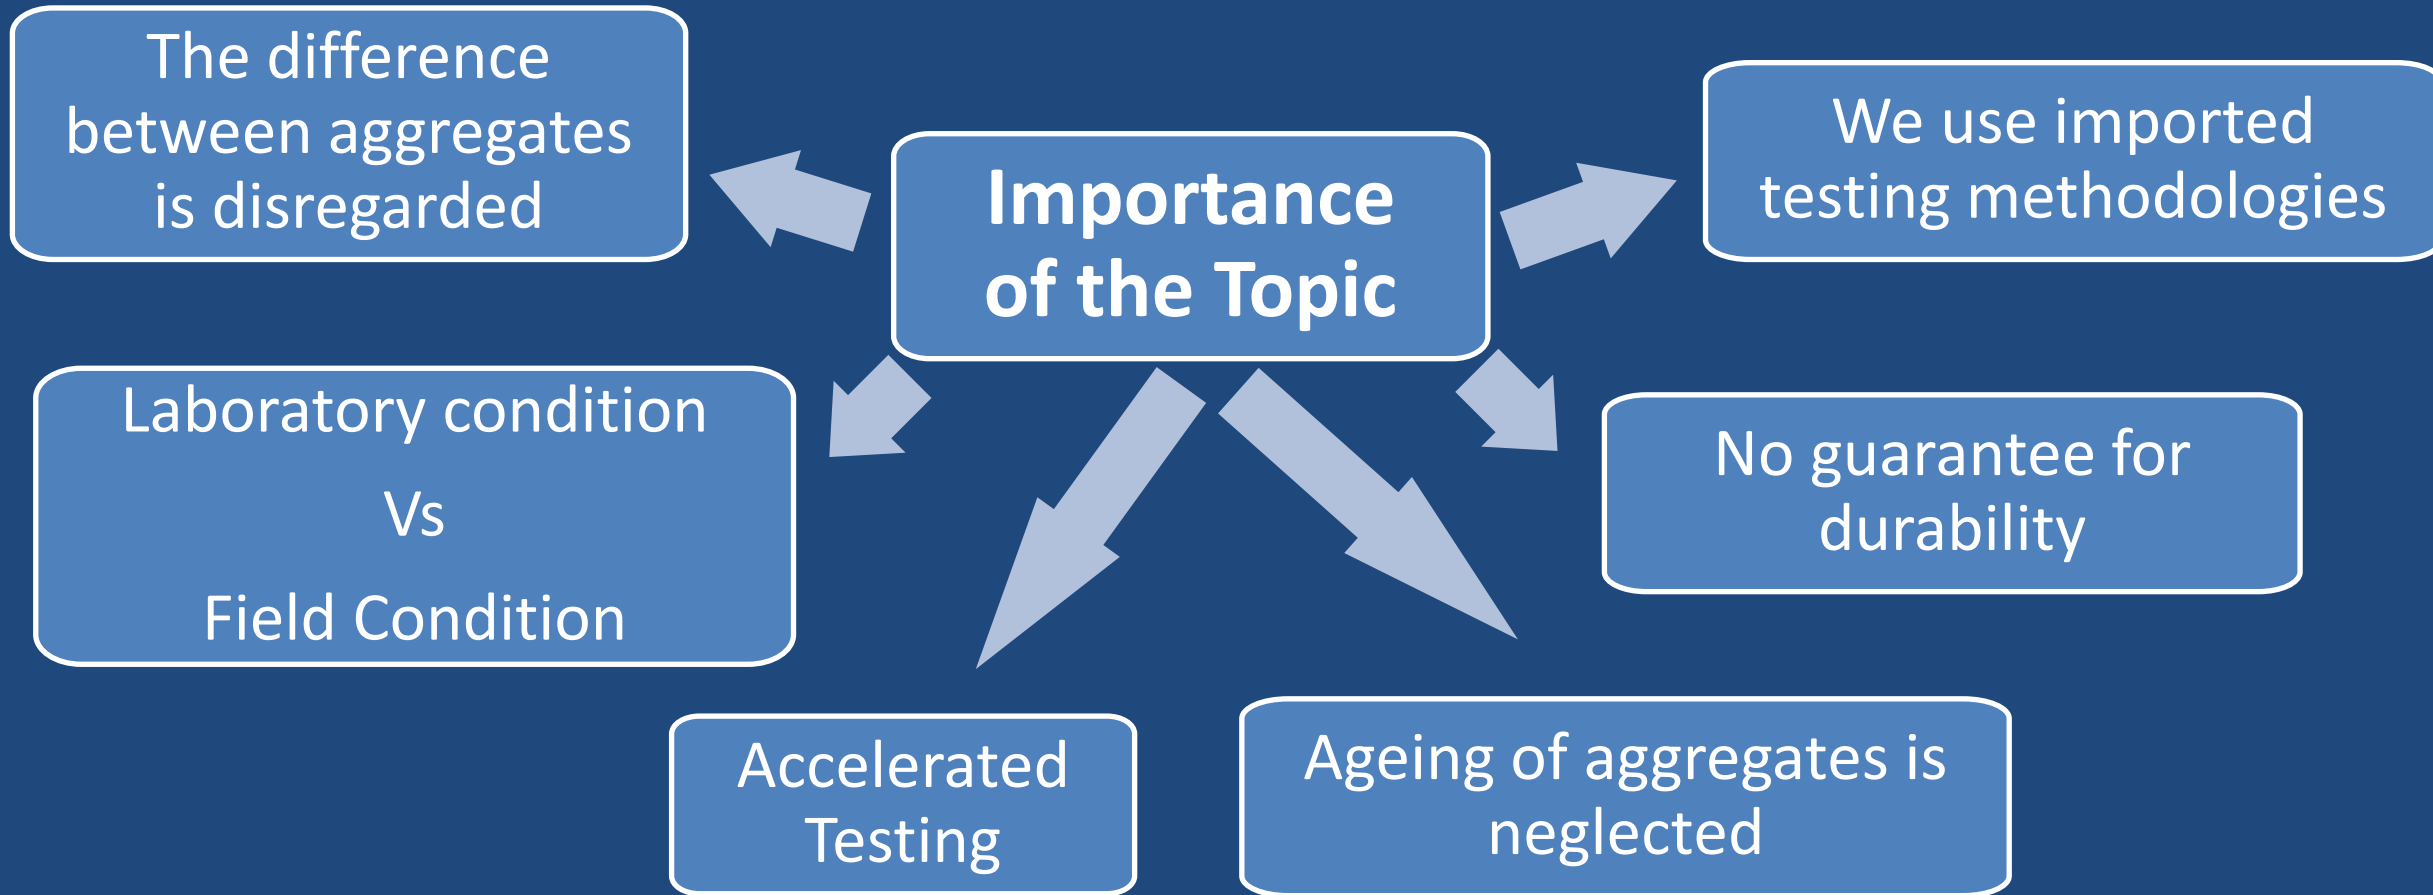 The difference
between aggregates
is disregarded
Importance
of the Topic
We use imported
testing methodologies
Laboratory condition
Vs
Field Condition
No guarantee for
durability
Accelerated
Testing
Ageing of aggregates is
neglected